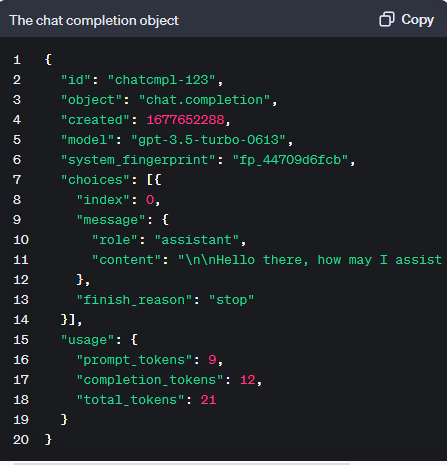 The chat completion object
Copy
1 {
2 "id": "chatcmpl-123",
3 "object": "chat.completion",
4 "created": 1677652288,
5 "model": "gpt-3.5-turbo-0613",
6 "system_fingerprint": "fp_44709d6fcb",
7 "choices": [{
8 "index": 0,
9 "message": {
10 "role": "assistant",
11 "content": "\n\nHello there, how may I assist
12 },
13 "finish_reason": "stop"
14 }],
15 "usage": {
16 "prompt_tokens": 9,
17 "completion_tokens": 12,
18 "total_tokens": 21
19 }
20 }